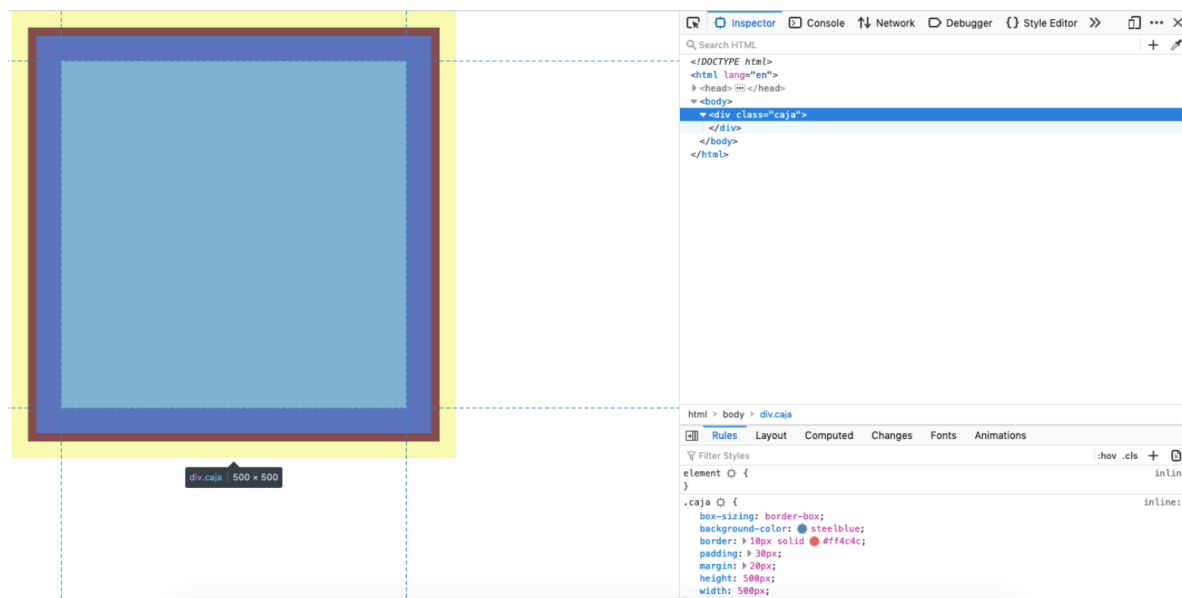 Inspector Console Network Debugger {} Style Editor
Search HTML
<!DOCTYPE html>
<html lang="en">
<head> </head>
<body>
<div class="caja">
</div>
</body>
</html>
div.caja 500 × 500
html > body > div.caja
Rules Layout Computed Changes Fonts Animations
Filter Styles :hov .cls +
element { inlin
}
.caja { inline:
box-sizing: border-box;
background-color: steelblue;
border: 10px solid #ff4c4c;
padding: 30px;
margin: 20px;
height: 500px;
width: 500px;